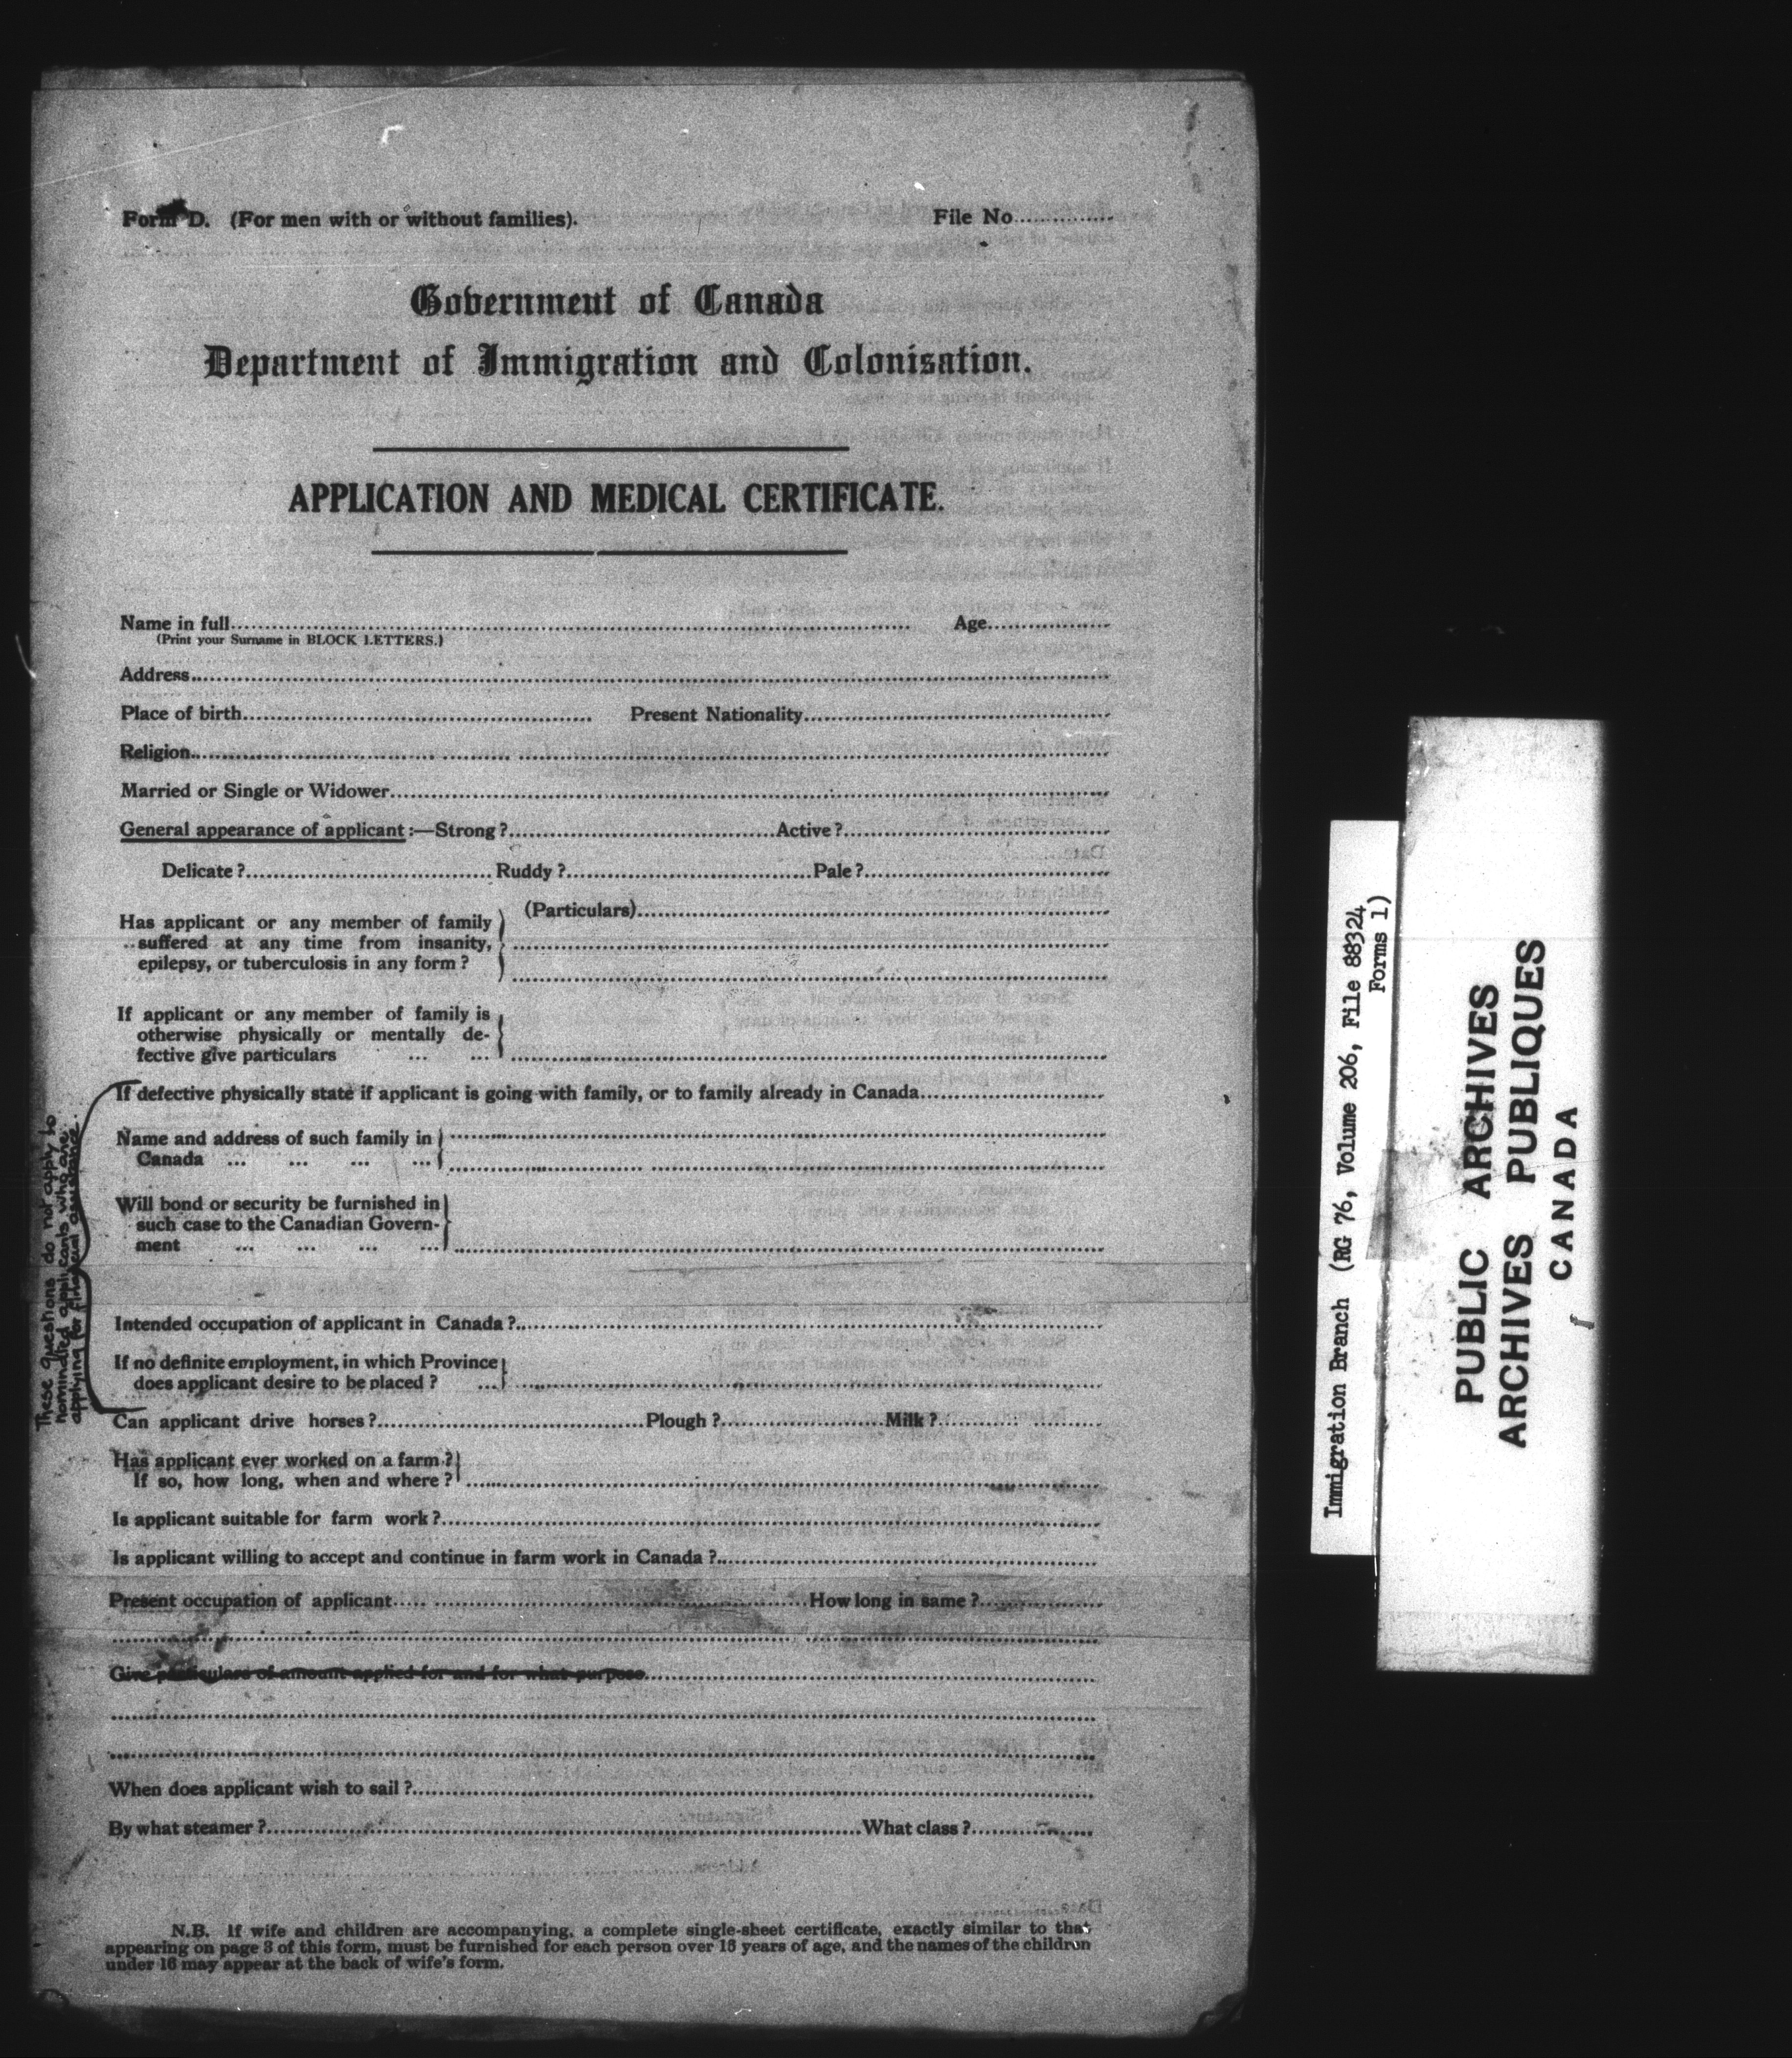 Form D. (For men with or without families). File No.
Government of Canada
Department of Immigration and Colonisation.
APPLICATION AND MEDICAL CERTIFICATE.
Name in full Age
(Print your Surname in BLOCK LETTERS.)
Address
Place of birth Present Nationality
Religion
Married or Single or Widower
General appearance of applicant :—Strong ? Active ?
Delicate ? Ruddy ? Pale ?
Has applicant or any member of family
suffered at any time from insanity,
epilepsy, or tuberculosis in any form ?
(Particulars)
If applicant or any member of family is
otherwise physically or mentally de-
fective give particulars ... ...
If defective physically state if applicant is going with family, or to family already in Canada
Name and address of such family in
Canada ... ... ... ...
Will bond or security be furnished in
such case to the Canadian Govern-
ment ... ... ... ...
Intended occupation of applicant in Canada ?
If no definite employment, in which Province
does applicant desire to be placed ? ...
Can applicant drive horses ? Plough ? Milk ?
Has applicant ever worked on a farm ?
If so, how long, when and where ?
Is applicant suitable for farm work ?
Is applicant willing to accept and continue in farm work in Canada ?
Present occupation of applicant How long in same ?
Give particulars of amount applied for and for what purpose
When does applicant wish to sail ?
By what steamer ? What class ?
N.B. If wife and children are accompanying, a complete single-sheet certificate, exactly similar to that
appearing on page 3 of this form, must be furnished for each person over 15 years of age, and the names of the children
under 16 may appear at the back of wife's form.
These questions do not apply to
nominated applicants who are
applying for financial assistance.
Immigration Branch (RG 76, Volume 206, File 88324
Forms 1)
PUBLIC ARCHIVES
ARCHIVES PUBLIQUES
CANADA